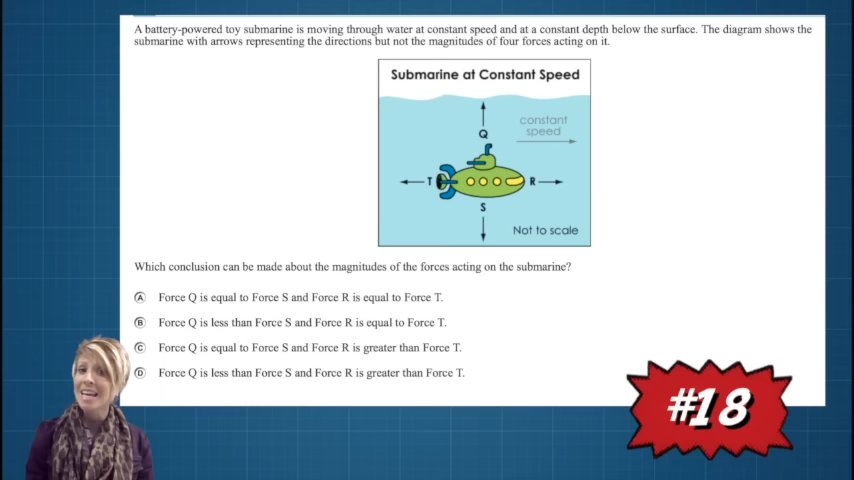 A battery-powered toy submarine is moving through water at constant speed and at a constant depth below the surface. The diagram shows the
submarine with arrows representing the directions but not the magnitudes of four forces acting on it.
Submarine at Constant Speed
Q
constant
speed
T
R
S
Not to scale
Which conclusion can be made about the magnitudes of the forces acting on the submarine?
A Force Q is equal to Force S and Force R is equal to Force T.
B Force Q is less than Force S and Force R is equal to Force T.
C Force Q is equal to Force S and Force R is greater than Force T.
D Force Q is less than Force S and Force R is greater than Force T.
#18